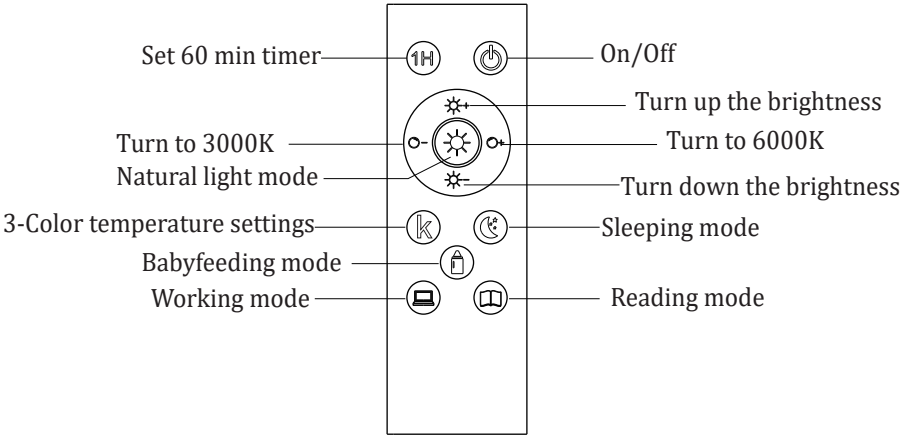 Set 60 min timer
1H
On/Off
Turn up the brightness
Turn to 3000K
Turn to 6000K
Natural light mode
Turn down the brightness
3-Color temperature settings
k
Sleeping mode
Babyfeeding mode
Working mode
Reading mode